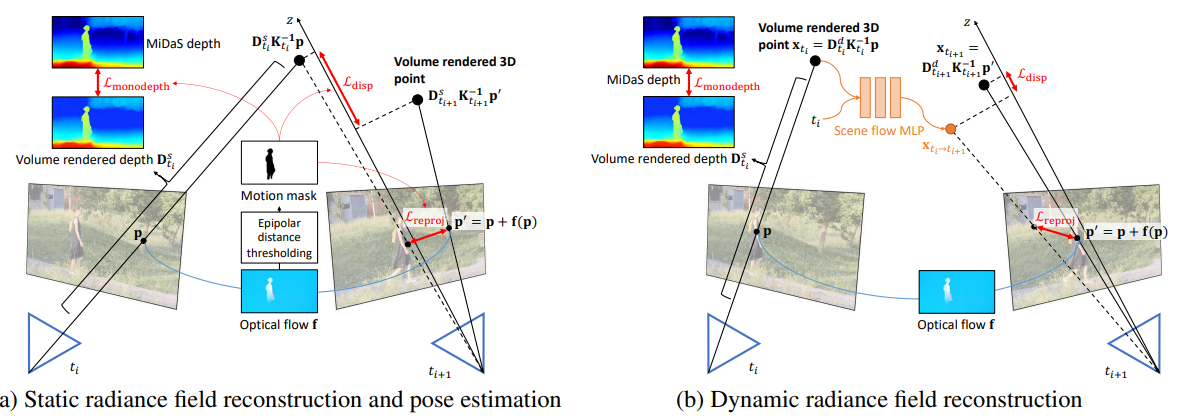 MiDaS depth
$\mathcal{L}_{\text{monodepth}}$
Volume rendered depth $\mathbf{D}^s_{t_i}$
$z$
$\mathbf{D}^s_{t_i}\mathbf{K}^{-1}_{t_i}\mathbf{p}$
$\mathcal{L}_{\text{disp}}$
Volume rendered 3D
point
$\mathbf{D}^s_{t_{i+1}}\mathbf{K}^{-1}_{t_{i+1}}\mathbf{p}'$
Motion mask
Epipolar
distance
thresholding
Optical flow $\mathbf{f}$
$\mathbf{p}$
$\mathcal{L}_{\text{reproj}}$
$\mathbf{p}' = \mathbf{p} + \mathbf{f}(\mathbf{p})$
$t_i$
$t_{i+1}$
a) Static radiance field reconstruction and pose estimation
MiDaS depth
$\mathcal{L}_{\text{monodepth}}$
Volume rendered depth $\mathbf{D}^s_{t_i}$
Volume rendered 3D
point $\mathbf{x}_{t_i} = \mathbf{D}^d_{t_i}\mathbf{K}^{-1}_{t_i}\mathbf{p}$
$t_i$
Scene flow MLP
$\mathbf{x}_{t_i \to t_{i+1}}$
$z$
$\mathbf{x}_{t_{i+1}} =$
$\mathbf{D}^d_{t_{i+1}}\mathbf{K}^{-1}_{t_{i+1}}\mathbf{p}'$
$\mathcal{L}_{\text{disp}}$
$\mathbf{p}$
$\mathcal{L}_{\text{reproj}}$
$\mathbf{p}' = \mathbf{p} + \mathbf{f}(\mathbf{p})$
Optical flow $\mathbf{f}$
$t_i$
$t_{i+1}$
(b) Dynamic radiance field reconstruction